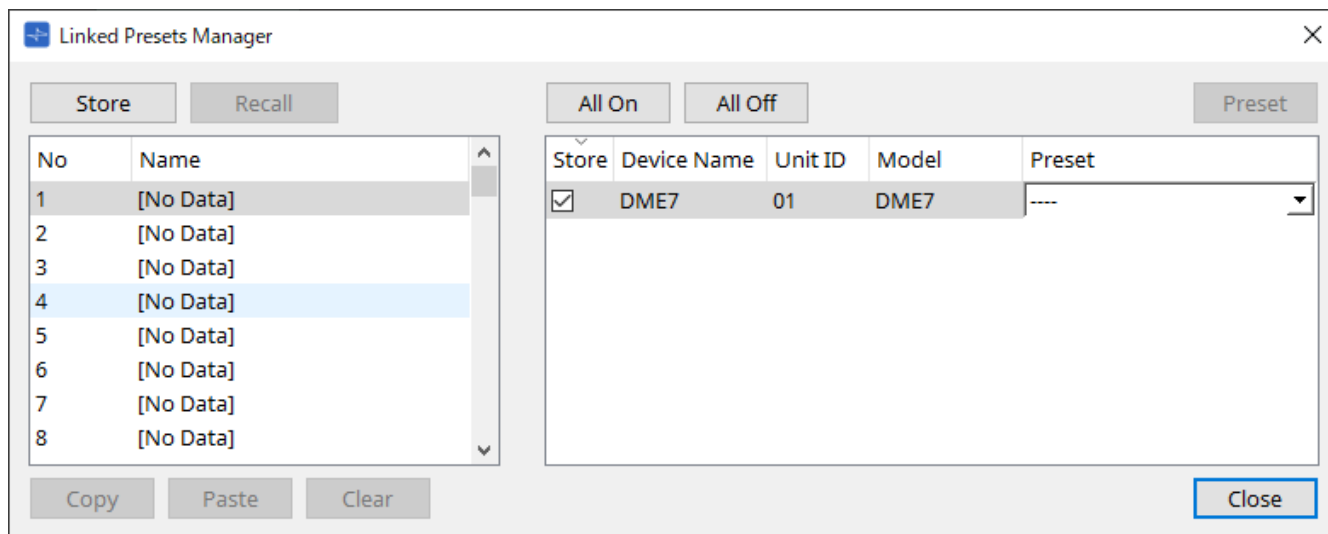 Linked Presets Manager
Store Recall All On All Off Preset
No Name
1 [No Data]
2 [No Data]
3 [No Data]
4 [No Data]
5 [No Data]
6 [No Data]
7 [No Data]
8 [No Data]
Store Device Name Unit ID Model Preset
DME7 01 DME7 ----
Copy Paste Clear Close